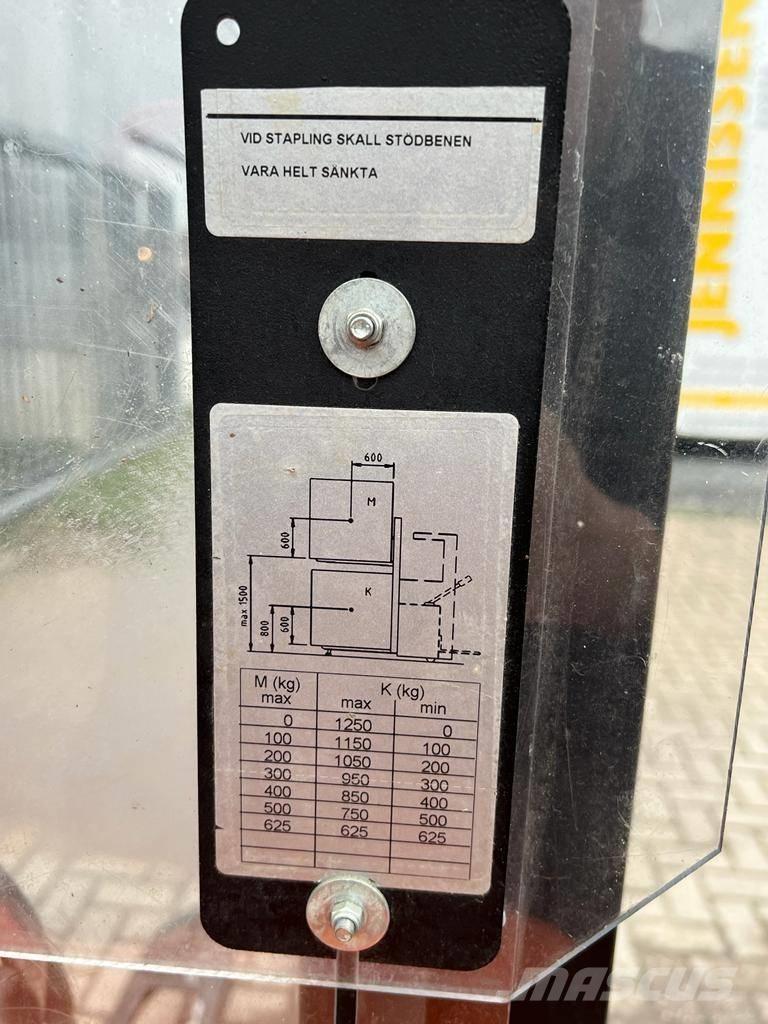 VID STAPLING SKALL STÖDBENEN
VARA HELT SÄNKTA
JENNISSEN
600
M
600
K
max 1500
800
600
M (kg) K (kg)
max max min
0 1250 0
100 1150 100
200 1050 200
300 950 300
400 850 400
500 750 500
625 625 625
MASCUS